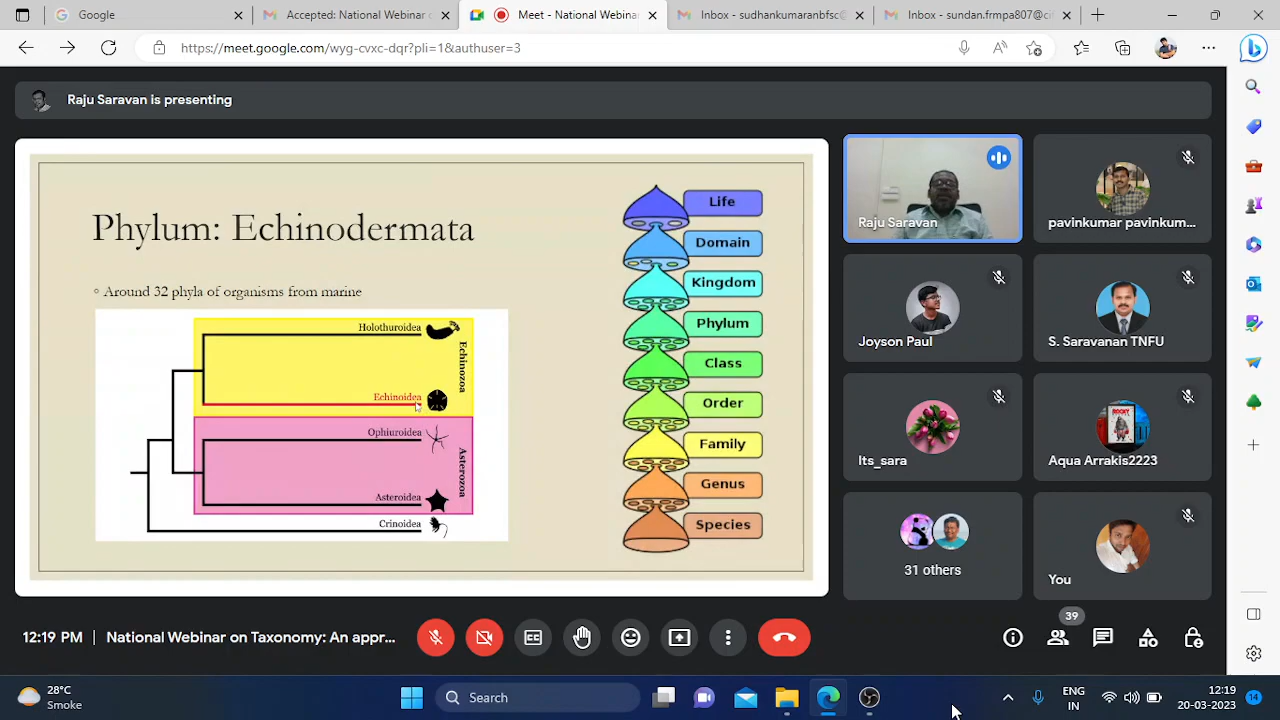 Google
Accepted: National Webinar o
Meet - National Webinar
Inbox - sudhankumaranbfsc@
Inbox - sundan.frmpa807@ci
https://meet.google.com/wyg-cvxc-dqr?pli=1&authuser=3
Raju Saravan is presenting
Phylum: Echinodermata
Around 32 phyla of organisms from marine
Holothuroidea
Echinozoa
Echinoidea
Ophiuroidea
Asterozoa
Asteroidea
Crinoidea
Life
Domain
Kingdom
Phylum
Class
Order
Family
Genus
Species
Raju Saravan
pavinkumar pavinkum...
Joyson Paul
S. Saravanan TNFU
Its_sara
Aqua Arrakis2223
31 others
You
12:19 PM | National Webinar on Taxonomy: An appr...
39
28°C
Smoke
Search
ENG
IN
12:19
20-03-2023
14